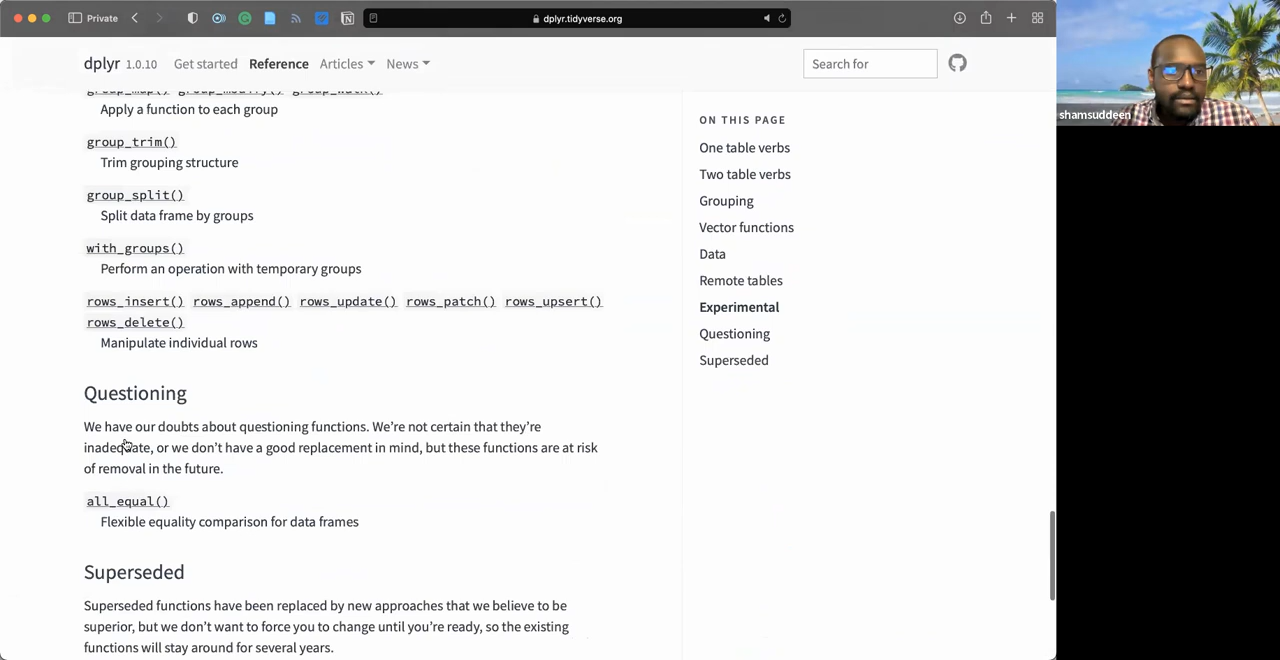 Private
dplyr.tidyverse.org
dplyr 1.0.10 Get started Reference Articles News
Search for
shamsuddeen
group_map() group_modify() group_walk()
Apply a function to each group
group_trim()
Trim grouping structure
group_split()
Split data frame by groups
with_groups()
Perform an operation with temporary groups
rows_insert() rows_append() rows_update() rows_patch() rows_upsert()
rows_delete()
Manipulate individual rows
Questioning
We have our doubts about questioning functions. We’re not certain that they’re
inadequate, or we don’t have a good replacement in mind, but these functions are at risk
of removal in the future.
all_equal()
Flexible equality comparison for data frames
Superseded
Superseded functions have been replaced by new approaches that we believe to be
superior, but we don’t want to force you to change until you’re ready, so the existing
functions will stay around for several years.
ON THIS PAGE
One table verbs
Two table verbs
Grouping
Vector functions
Data
Remote tables
Experimental
Questioning
Superseded